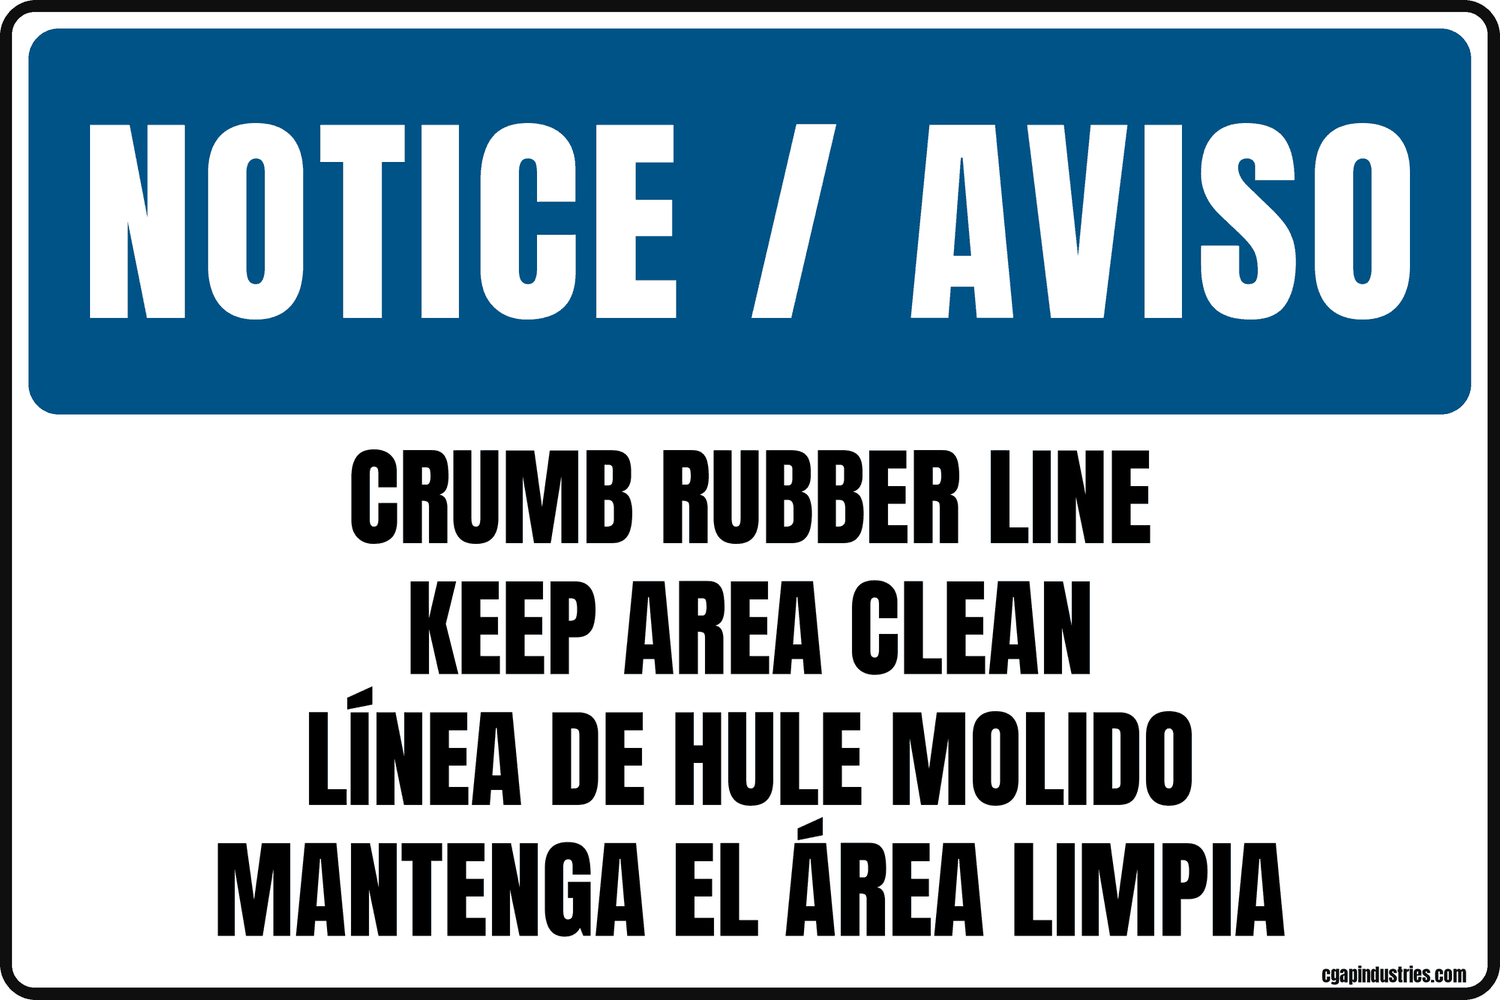 NOTICE / AVISO
CRUMB RUBBER LINE
KEEP AREA CLEAN
LÍNEA DE HULE MOLIDO
MANTENGA EL ÁREA LIMPIA
cgapindustries.com